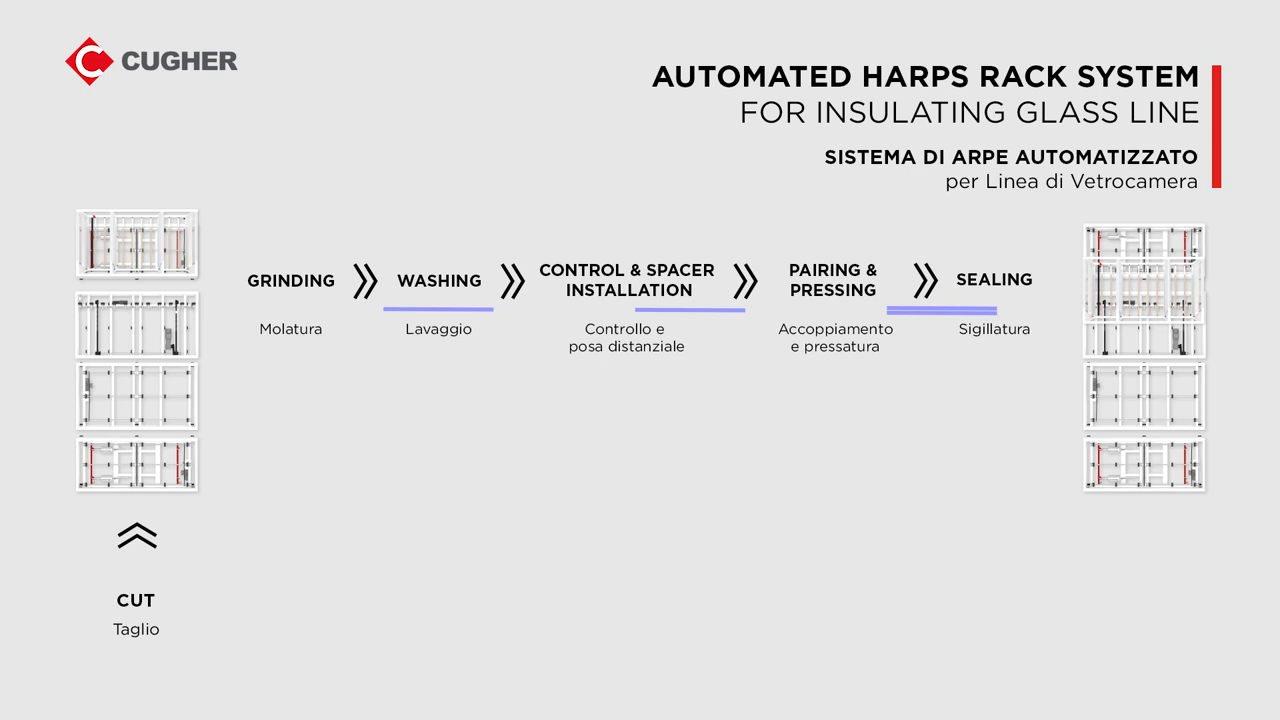 CUGHER
AUTOMATED HARPS RACK SYSTEM
FOR INSULATING GLASS LINE
SISTEMA DI ARPE AUTOMATIZZATO
per Linea di Vetrocamera
GRINDING
Molatura
WASHING
Lavaggio
CONTROL & SPACER
INSTALLATION
Controllo e
posa distanziale
PAIRING &
PRESSING
Accoppiamento
e pressatura
SEALING
Sigillatura
CUT
Taglio